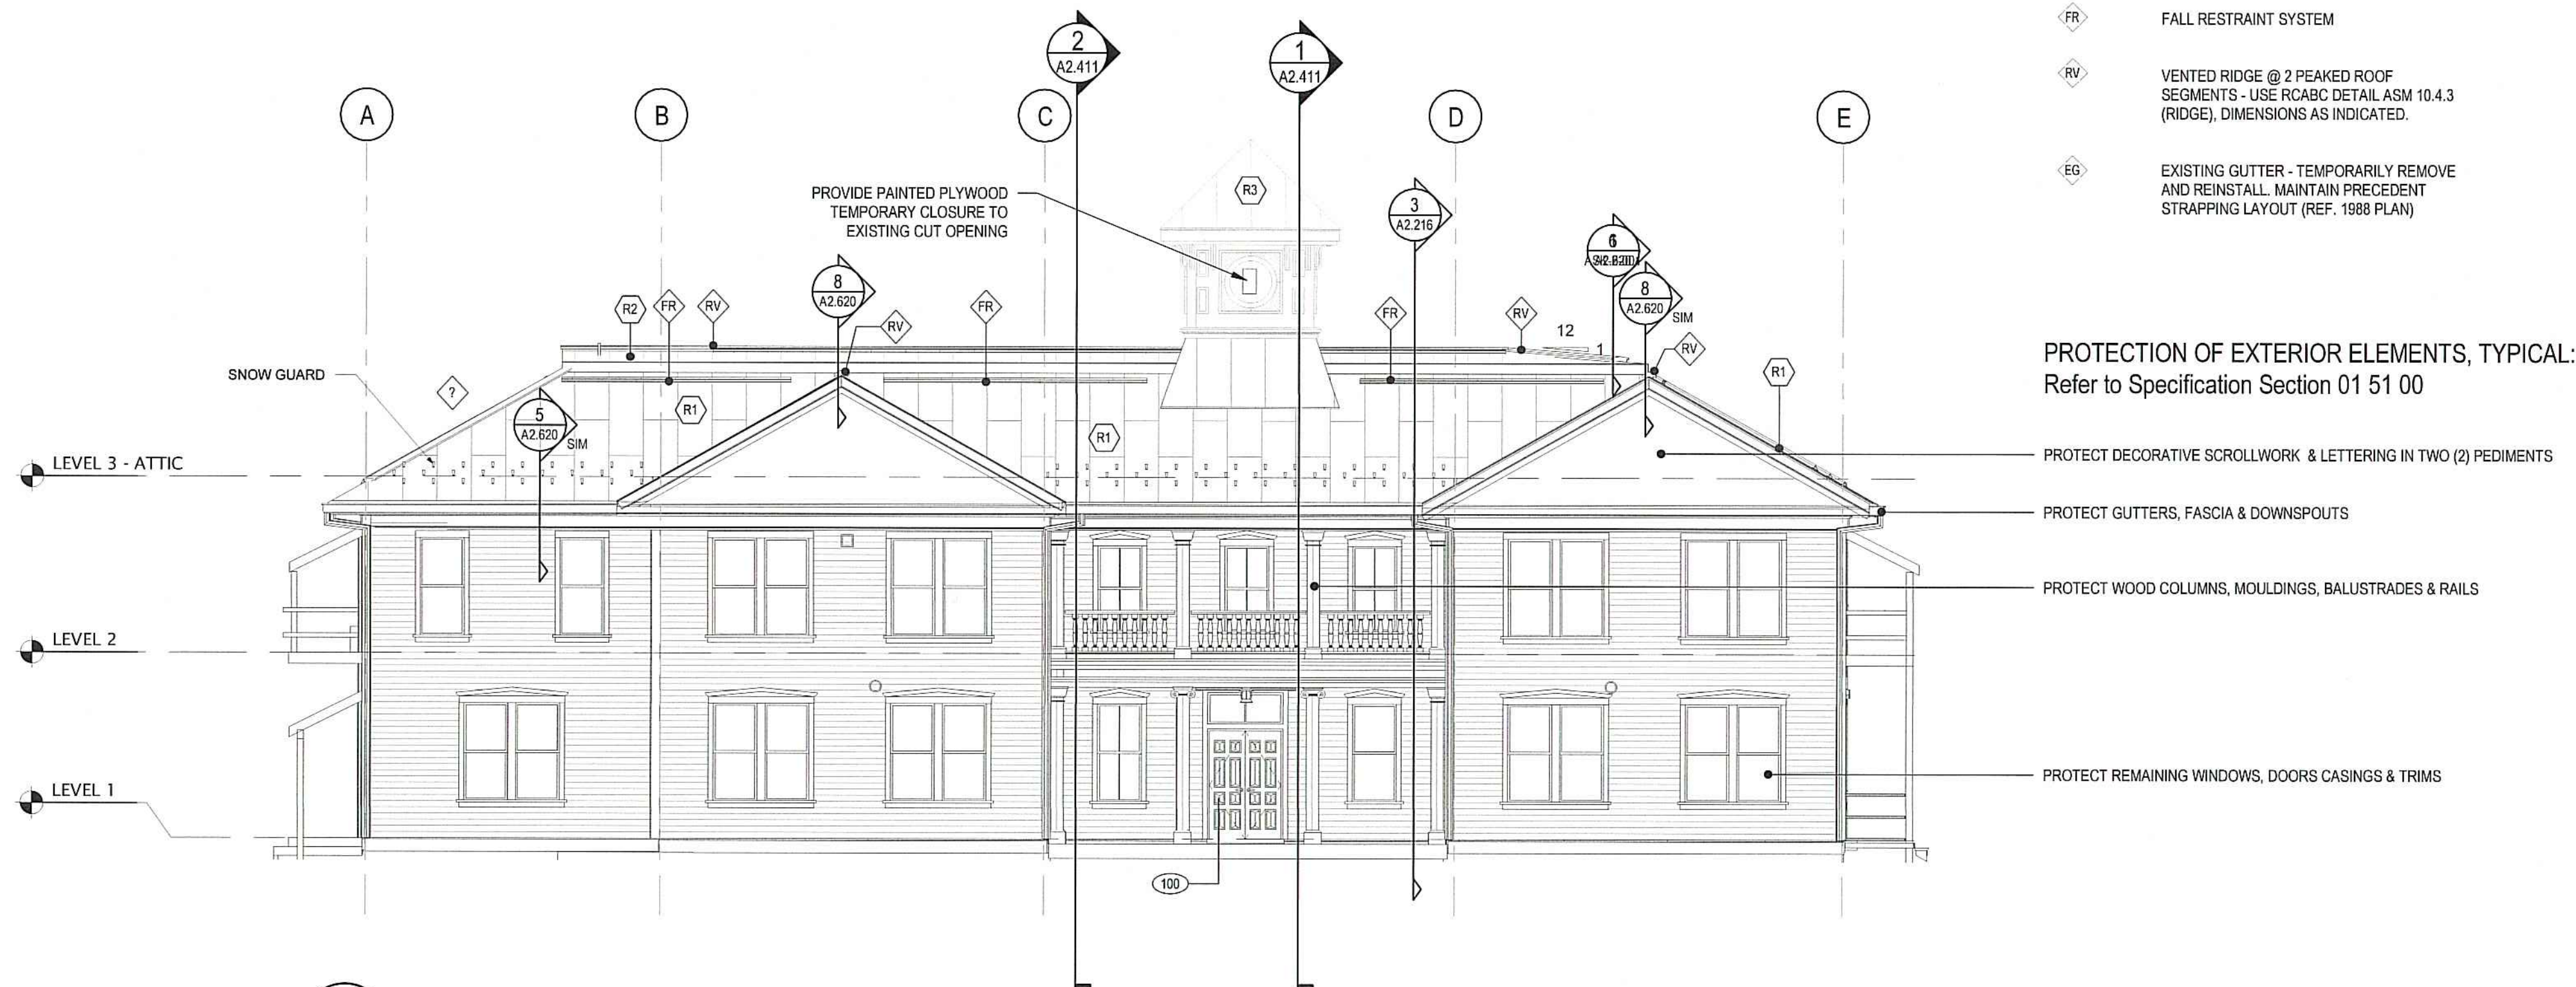 FR
FALL RESTRAINT SYSTEM
RV
VENTED RIDGE @ 2 PEAKED ROOF
SEGMENTS - USE RCABC DETAIL ASM 10.4.3
(RIDGE), DIMENSIONS AS INDICATED.
EG
EXISTING GUTTER - TEMPORARILY REMOVE
AND REINSTALL. MAINTAIN PRECEDENT
STRAPPING LAYOUT (REF. 1988 PLAN)
2
A2.411
1
A2.411
A
B
C
D
E
PROVIDE PAINTED PLYWOOD
TEMPORARY CLOSURE TO
EXISTING CUT OPENING
R3
3
A2.216
6
8
A2.620
8
A2.620
SIM
R2
FR
RV
RV
FR
FR
RV
12
1
RV
R1
SNOW GUARD
?
5
A2.620
SIM
R1
R1
PROTECTION OF EXTERIOR ELEMENTS, TYPICAL:
Refer to Specification Section 01 51 00
LEVEL 3 - ATTIC
PROTECT DECORATIVE SCROLLWORK & LETTERING IN TWO (2) PEDIMENTS
PROTECT GUTTERS, FASCIA & DOWNSPOUTS
PROTECT WOOD COLUMNS, MOULDINGS, BALUSTRADES & RAILS
LEVEL 2
PROTECT REMAINING WINDOWS, DOORS CASINGS & TRIMS
LEVEL 1
100